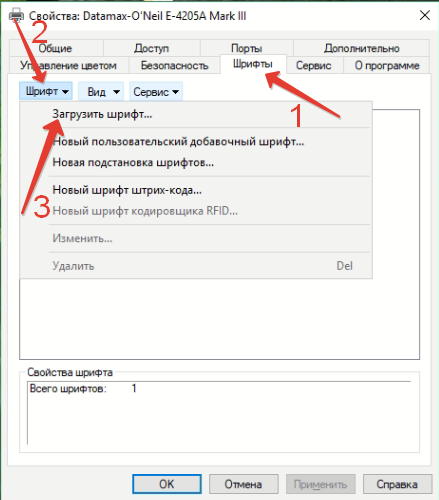 Свойства: Datamax-O'Neil E-4205A Mark III
2
Общие Доступ Порты Дополнительно
Управление цветом Безопасность Шрифты Сервис О программе
Шрифт Вид Сервис
1
Загрузить шрифт...
Новый пользовательский добавочный шрифт...
Новая подстановка шрифтов...
Новый шрифт штрих-кода...
3
Новый шрифт кодировщика RFID...
Изменить...
Удалить Del
Свойства шрифта
Всего шрифтов: 1
ОК Отмена Применить Справка